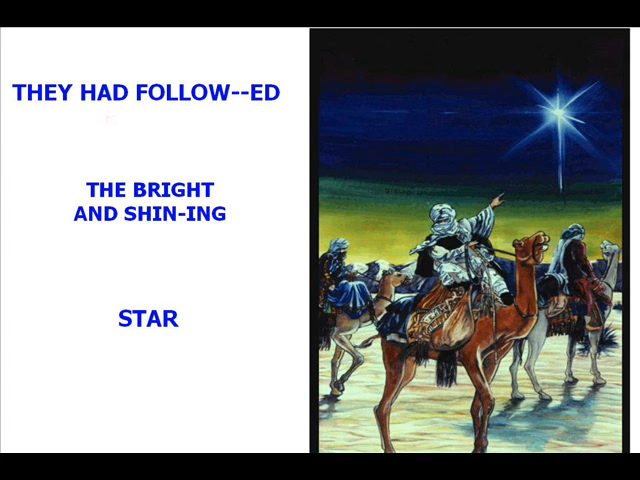 THEY HAD FOLLOW--ED
THE BRIGHT
AND SHIN-ING
STAR